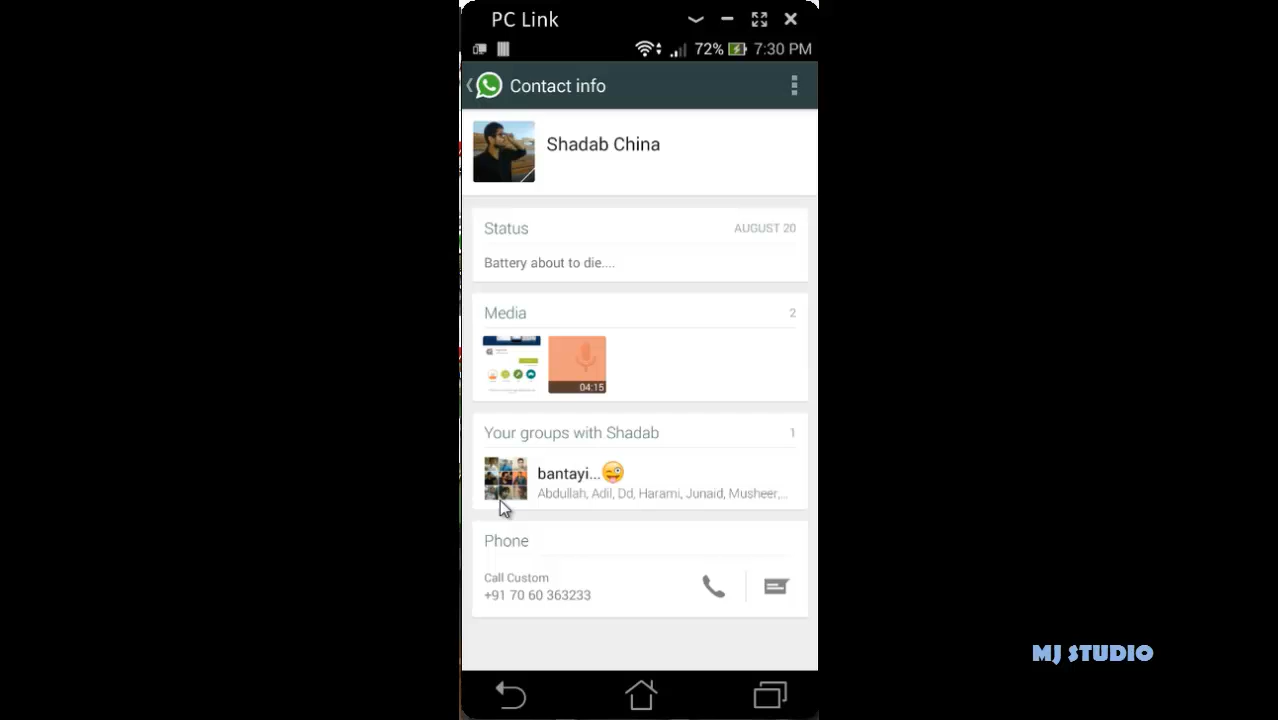 PC Link
72% 7:30 PM
Contact info
Shadab China
Status AUGUST 20
Battery about to die....
Media 2
04:15
Your groups with Shadab 1
bantayi...😜
Abdullah, Adil, Dd, Harami, Junaid, Musheer,...
Phone
Call Custom
+91 70 60 363233
MJ STUDIO